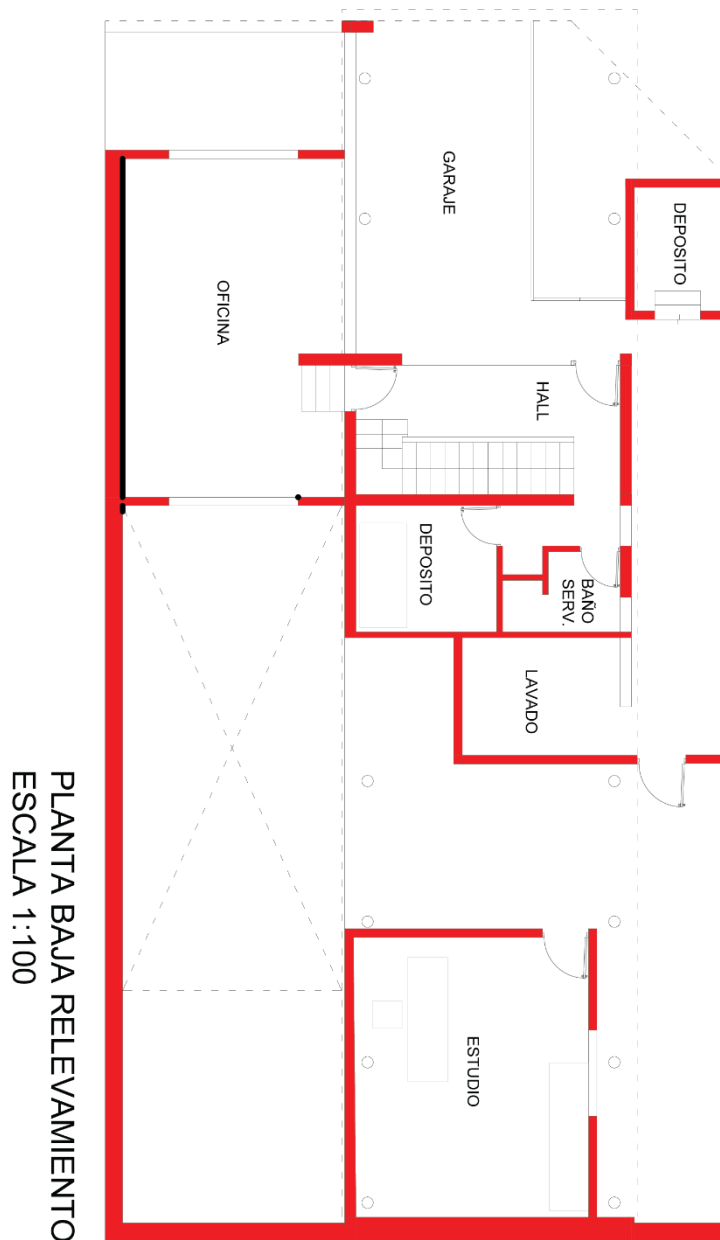 GARAJE
DEPOSITO
OFICINA
HALL
DEPOSITO
BAÑO
SERV.
LAVADO
ESTUDIO
PLANTA BAJA RELEVAMIENTO
ESCALA 1:100